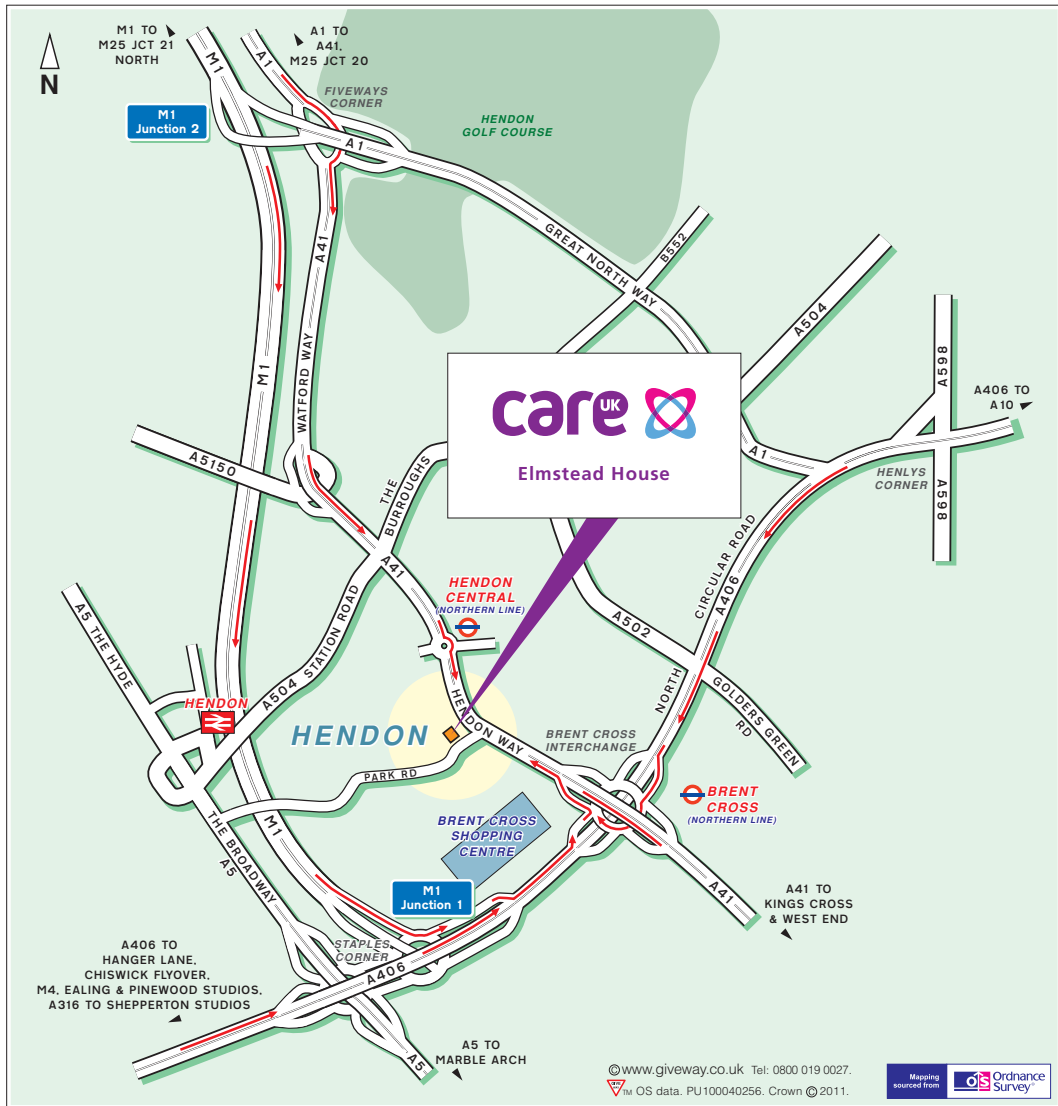 M1 TO
M25 JCT 21
NORTH
A1 TO
A41,
M25 JCT 20
N
M1
A1
FIVEWAYS
CORNER
M1
Junction 2
HENDON
GOLF COURSE
A1
A41
GREAT NORTH WAY
B552
A504
A598
A406 TO
A10
M1
WATFORD WAY
care UK
Elmstead House
A5150
THE
BURROUGHS
A1
HENLYS
CORNER
A598
A41
CIRCULAR ROAD
A406
HENDON
CENTRAL
(NORTHERN LINE)
A502
A5 THE HYDE
STATION ROAD
A504
HENDON
HENDON
HENDON WAY
NORTH
GOLDERS GREEN
RD
BRENT CROSS
INTERCHANGE
PARK RD
BRENT
CROSS
(NORTHERN LINE)
BRENT CROSS
SHOPPING
CENTRE
THE BROADWAY
A5
M1
M1
Junction 1
A41
A41 TO
KINGS CROSS
& WEST END
STAPLES
CORNER
A406
A406 TO
HANGER LANE,
CHISWICK FLYOVER,
M4, EALING & PINEWOOD STUDIOS,
A316 TO SHEPPERTON STUDIOS
A5
A5 TO
MARBLE ARCH
© www.giveway.co.uk Tel: 0800 019 0027.
TM OS data. PU100040256. Crown © 2011.
Mapping
sourced from
OS
Ordnance
Survey®